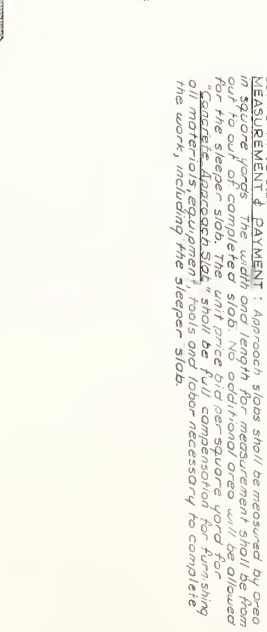 MEASUREMENT & PAYMENT : Approach slabs shall be measured by area
in square yards. The width and length for measurement shall be from
out to out of completed slab. No additional area will be allowed
for the sleeper slab. The unit price bid per square yard for
"Concrete Approach Slab" shall be full compensation for furnishing
all materials, equipment, tools and labor necessary to complete
the work, including the sleeper slab.